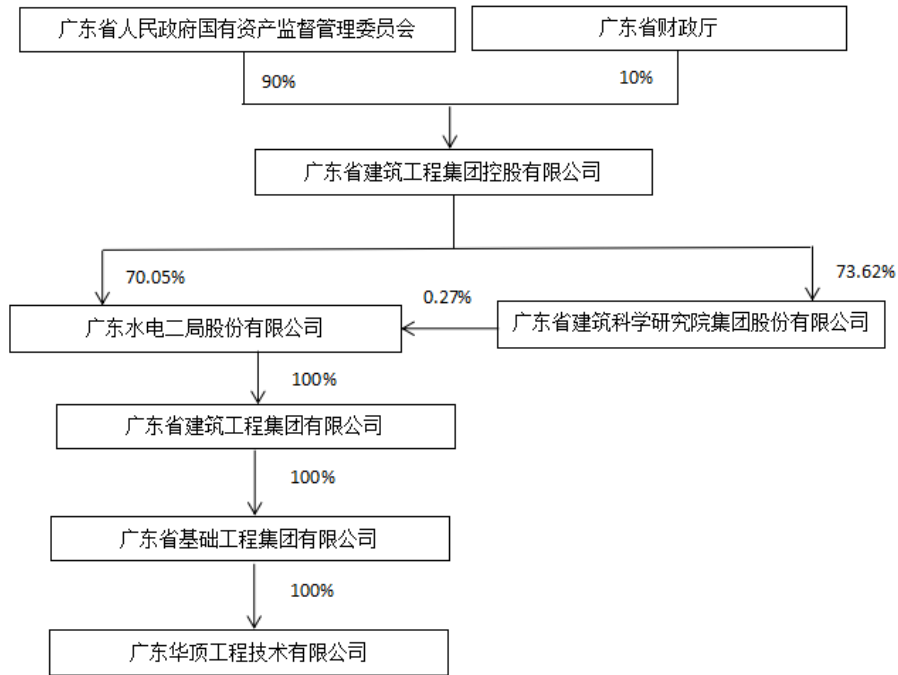 广东省人民政府国有资产监督管理委员会
广东省财政厅
90%
10%
广东省建筑工程集团控股有限公司
70.05%
73.62%
0.27%
广东水电二局股份有限公司
广东省建筑科学研究院集团股份有限公司
100%
广东省建筑工程集团有限公司
100%
广东省基础工程集团有限公司
100%
广东华顶工程技术有限公司